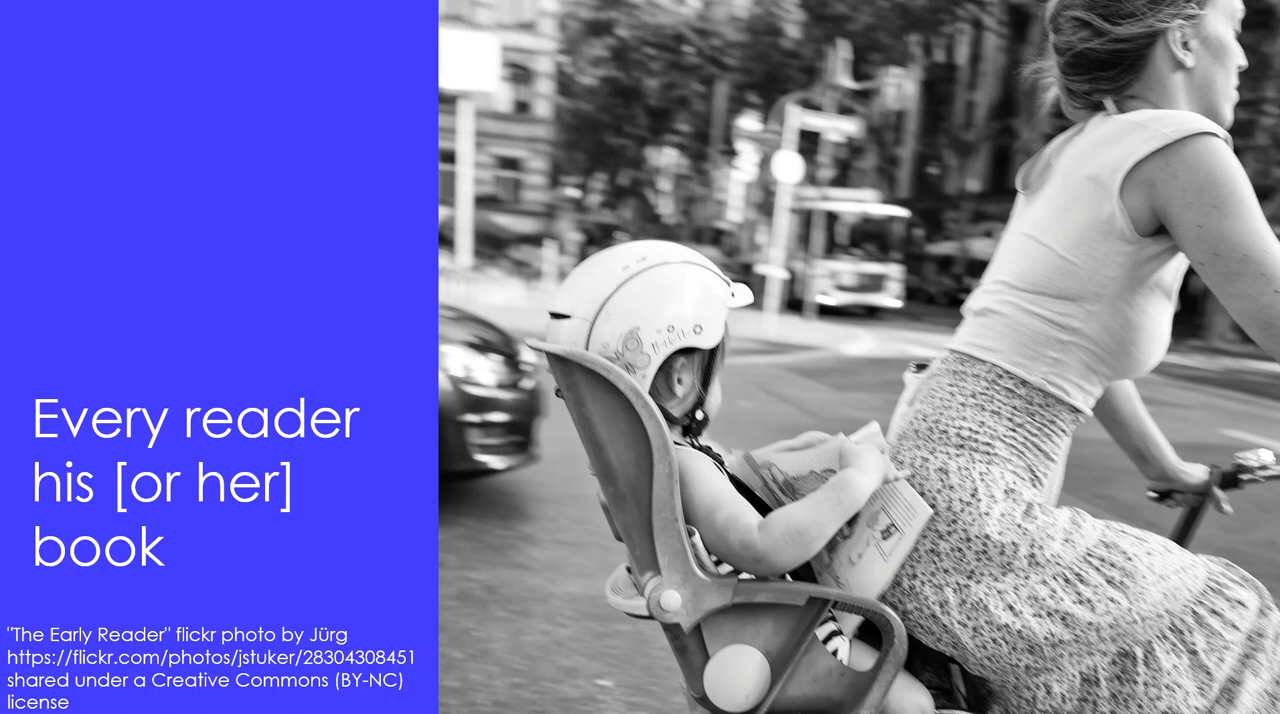 Every reader
his [or her]
book
"The Early Reader" flickr photo by Jürg
https://flickr.com/photos/jstuker/28304308451
shared under a Creative Commons (BY-NC)
license